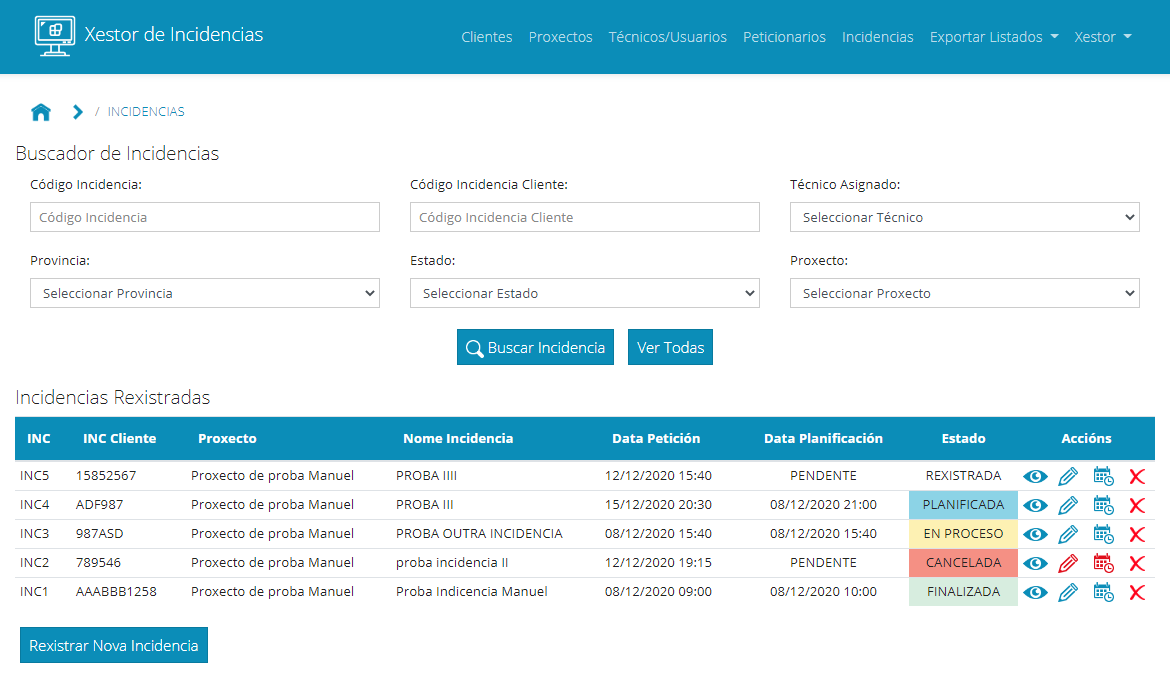 Xestor de Incidencias
Clientes Proxectos Técnicos/Usuarios Peticionarios Incidencias Exportar Listados Xestor
/ INCIDENCIAS
Buscador de Incidencias
Código Incidencia: Código Incidencia Cliente: Técnico Asignado:
Código Incidencia Código Incidencia Cliente Seleccionar Técnico
Provincia: Estado: Proxecto:
Seleccionar Provincia Seleccionar Estado Seleccionar Proxecto
Buscar Incidencia Ver Todas
Incidencias Rexistradas
INC INC Cliente Proxecto Nome Incidencia Data Petición Data Planificación Estado Accións
INC5 15852567 Proxecto de proba Manuel PROBA IIII 12/12/2020 15:40 PENDENTE REXISTRADA
INC4 ADF987 Proxecto de proba Manuel PROBA III 15/12/2020 20:30 08/12/2020 21:00 PLANIFICADA
INC3 987ASD Proxecto de proba Manuel PROBA OUTRA INCIDENCIA 08/12/2020 15:40 08/12/2020 15:40 EN PROCESO
INC2 789546 Proxecto de proba Manuel proba incidencia II 12/12/2020 19:15 PENDENTE CANCELADA
INC1 AAABBB1258 Proxecto de proba Manuel Proba Indicencia Manuel 08/12/2020 09:00 08/12/2020 10:00 FINALIZADA
Rexistrar Nova Incidencia